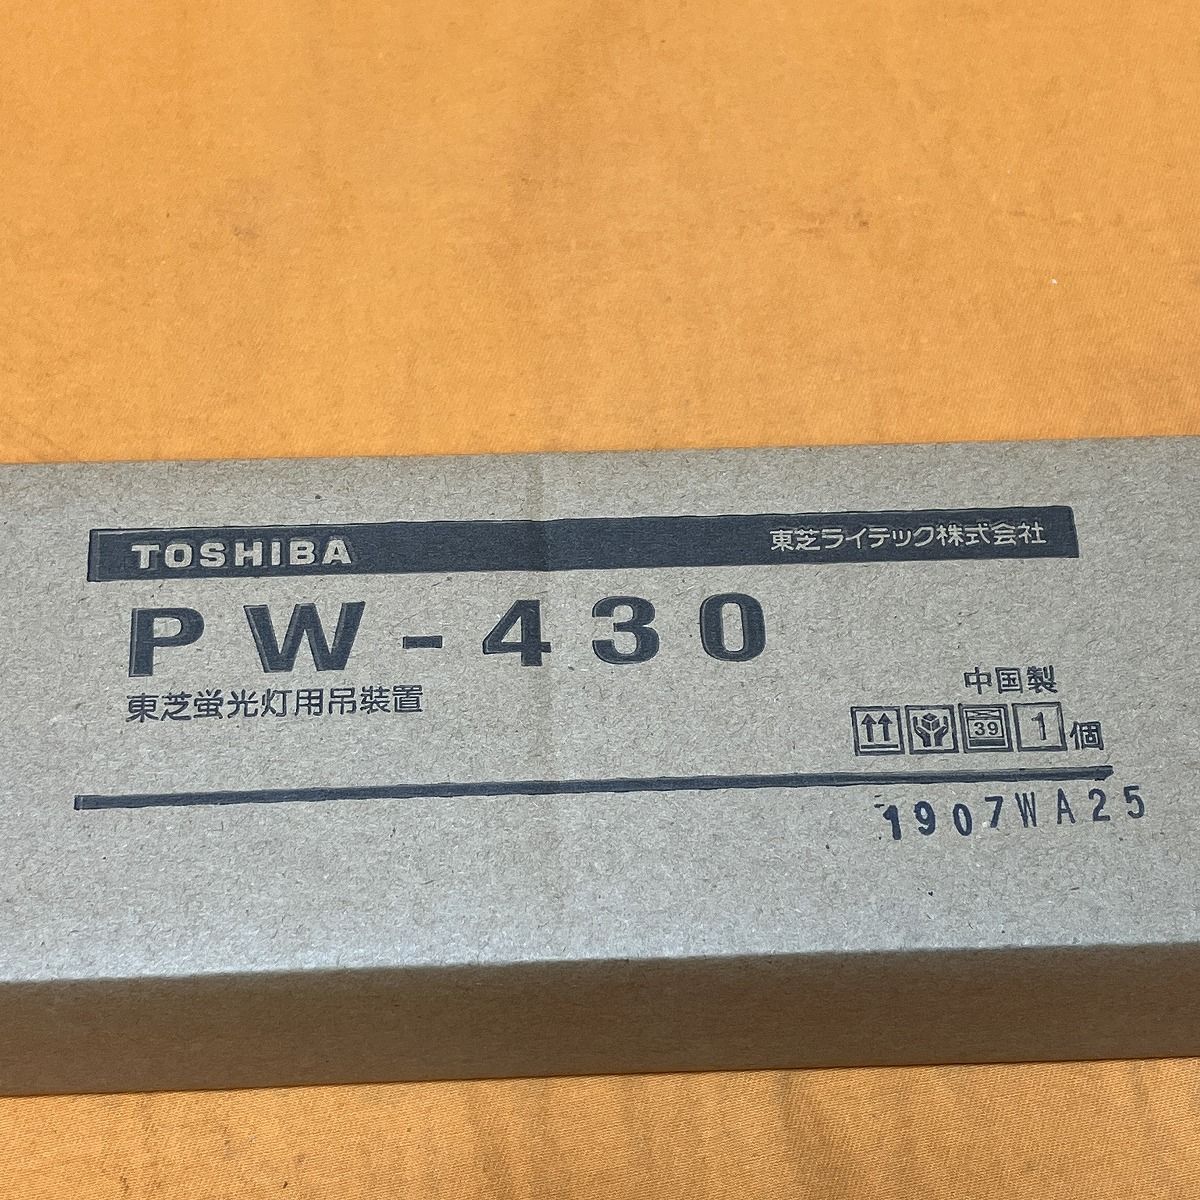 TOSHIBA 東芝ライテック株式会社
PW-430
東芝蛍光灯用吊装置
中国製
39 1個
1907WA25